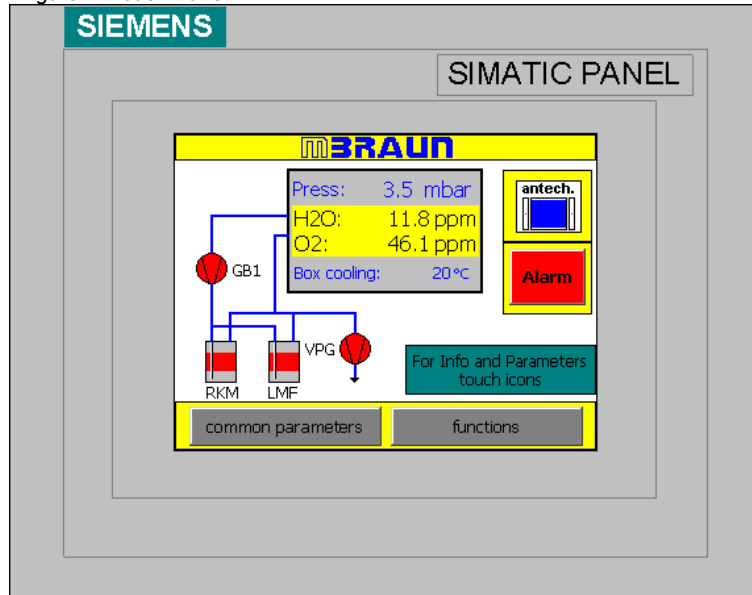 SIEMENS
SIMATIC PANEL
mBRAUN
Press: 3.5 mbar
H2O: 11.8 ppm
O2: 46.1 ppm
Box cooling: 20°C
antech.
Alarm
GB1
VPG
RKM LMF
For Info and Parameters
touch icons
common parameters functions